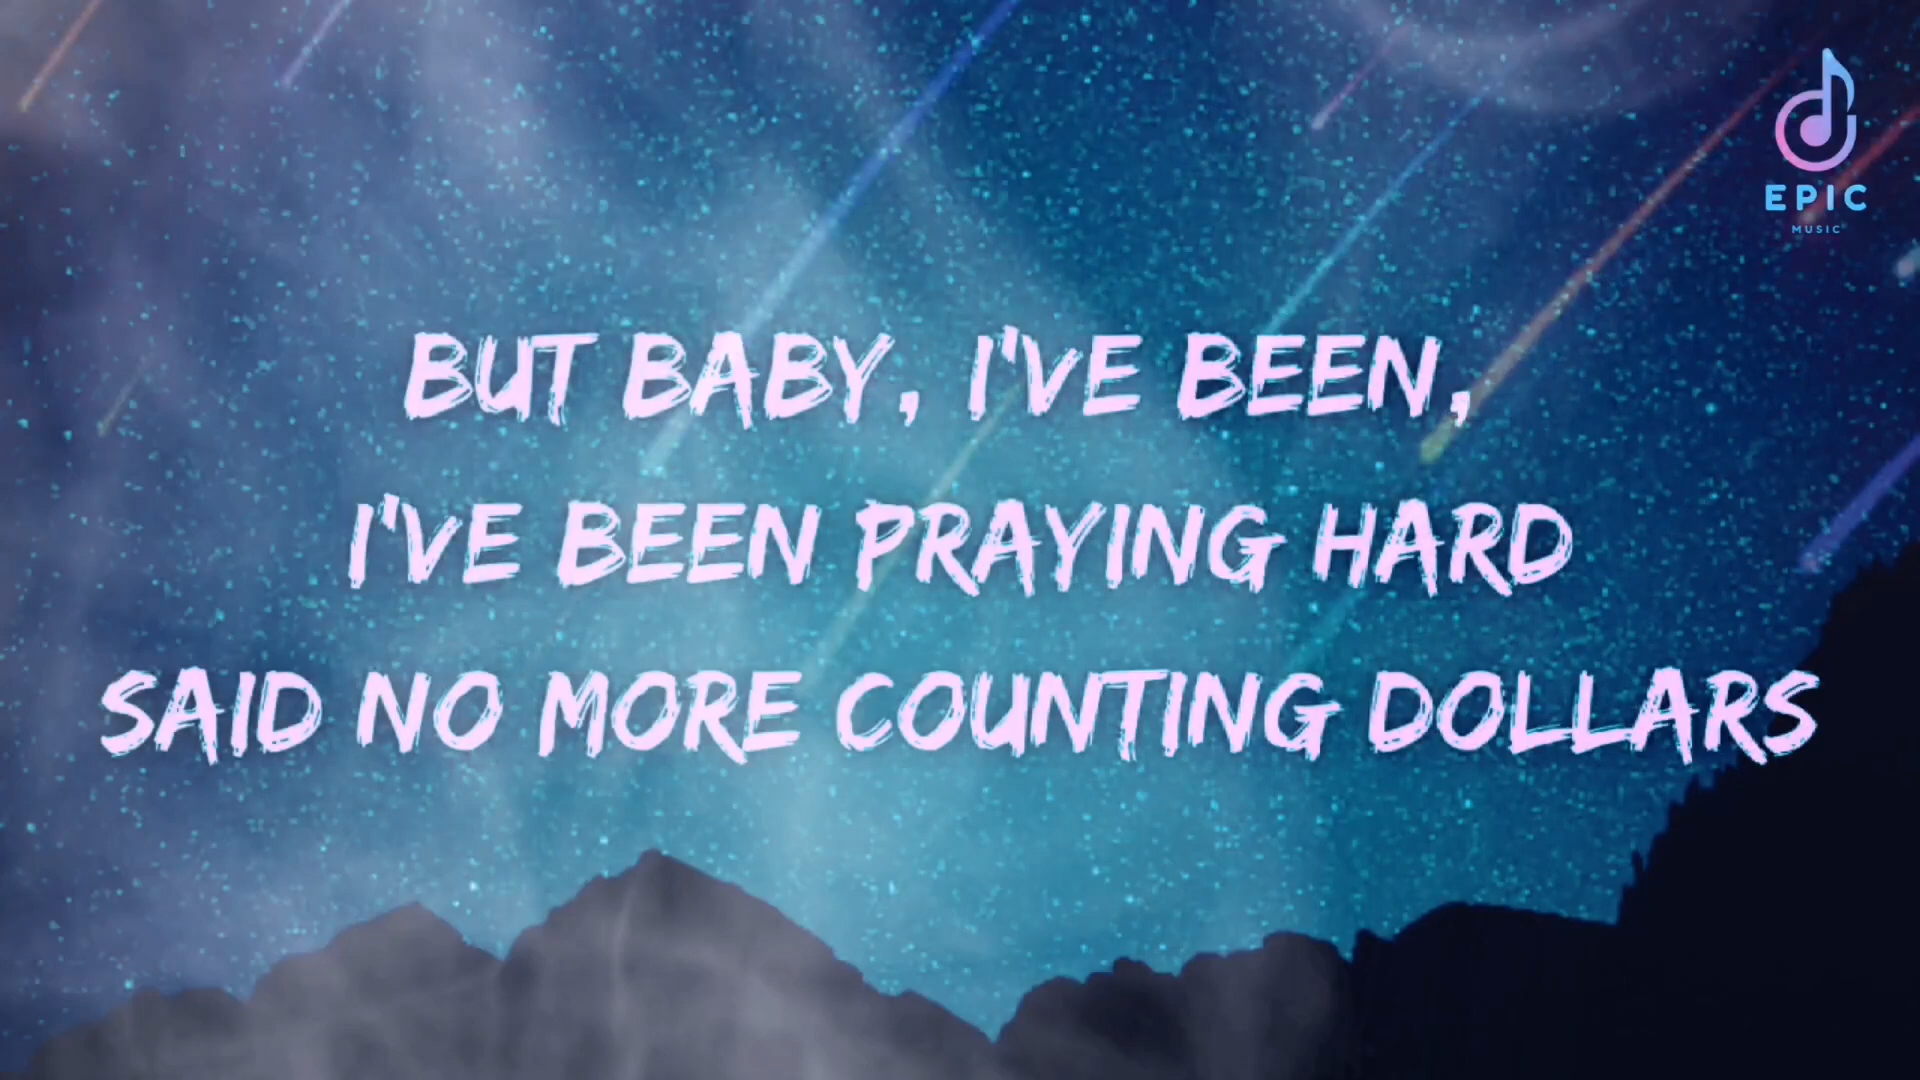 EPIC
MUSIC
BUT BABY, I'VE BEEN,
I'VE BEEN PRAYING HARD
SAID NO MORE COUNTING DOLLARS